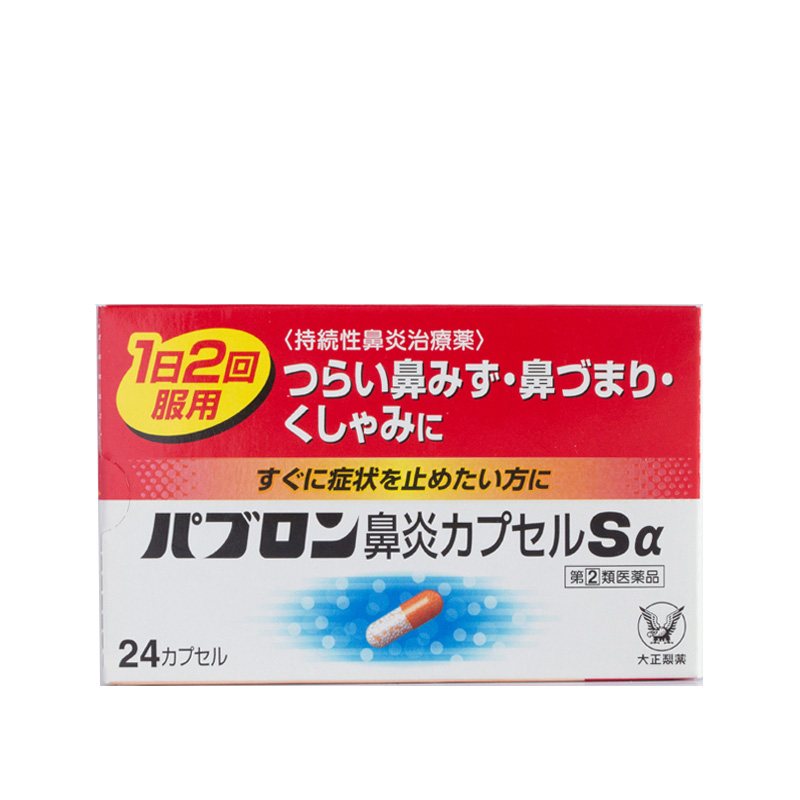 1日2回
服用
〈持続性鼻炎治療薬〉
つらい鼻みず・鼻づまり・
くしゃみに
すぐに症状を止めたい方に
パブロン鼻炎カプセルSα
指②類医薬品
24カプセル
大正製薬